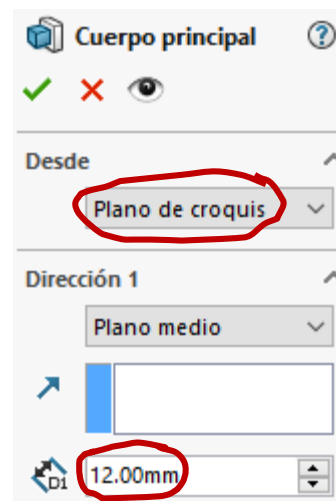 Cuerpo principal ?
Desde
Plano de croquis
Dirección 1
Plano medio
D1 12.00mm